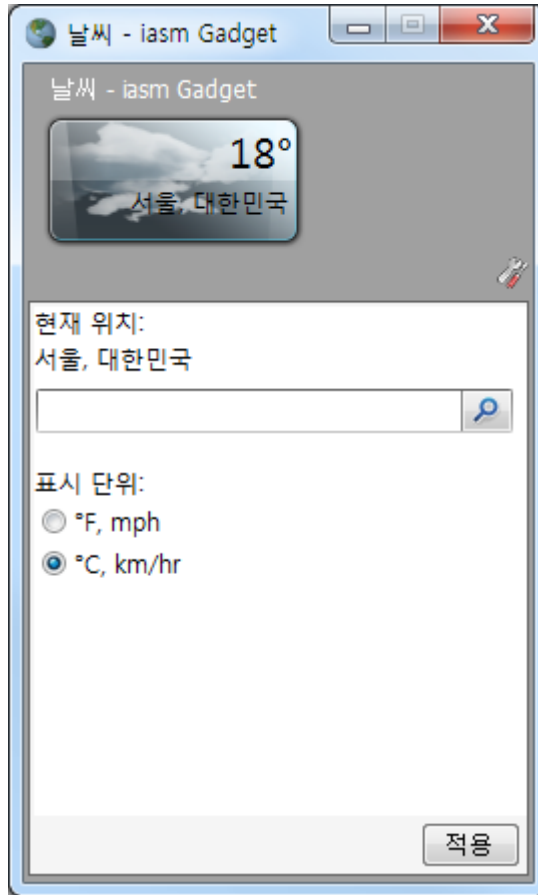 날씨 - iasm Gadget
날씨 - iasm Gadget
18°
서울, 대한민국
현재 위치:
서울, 대한민국
표시 단위:
°F, mph
°C, km/hr
적용